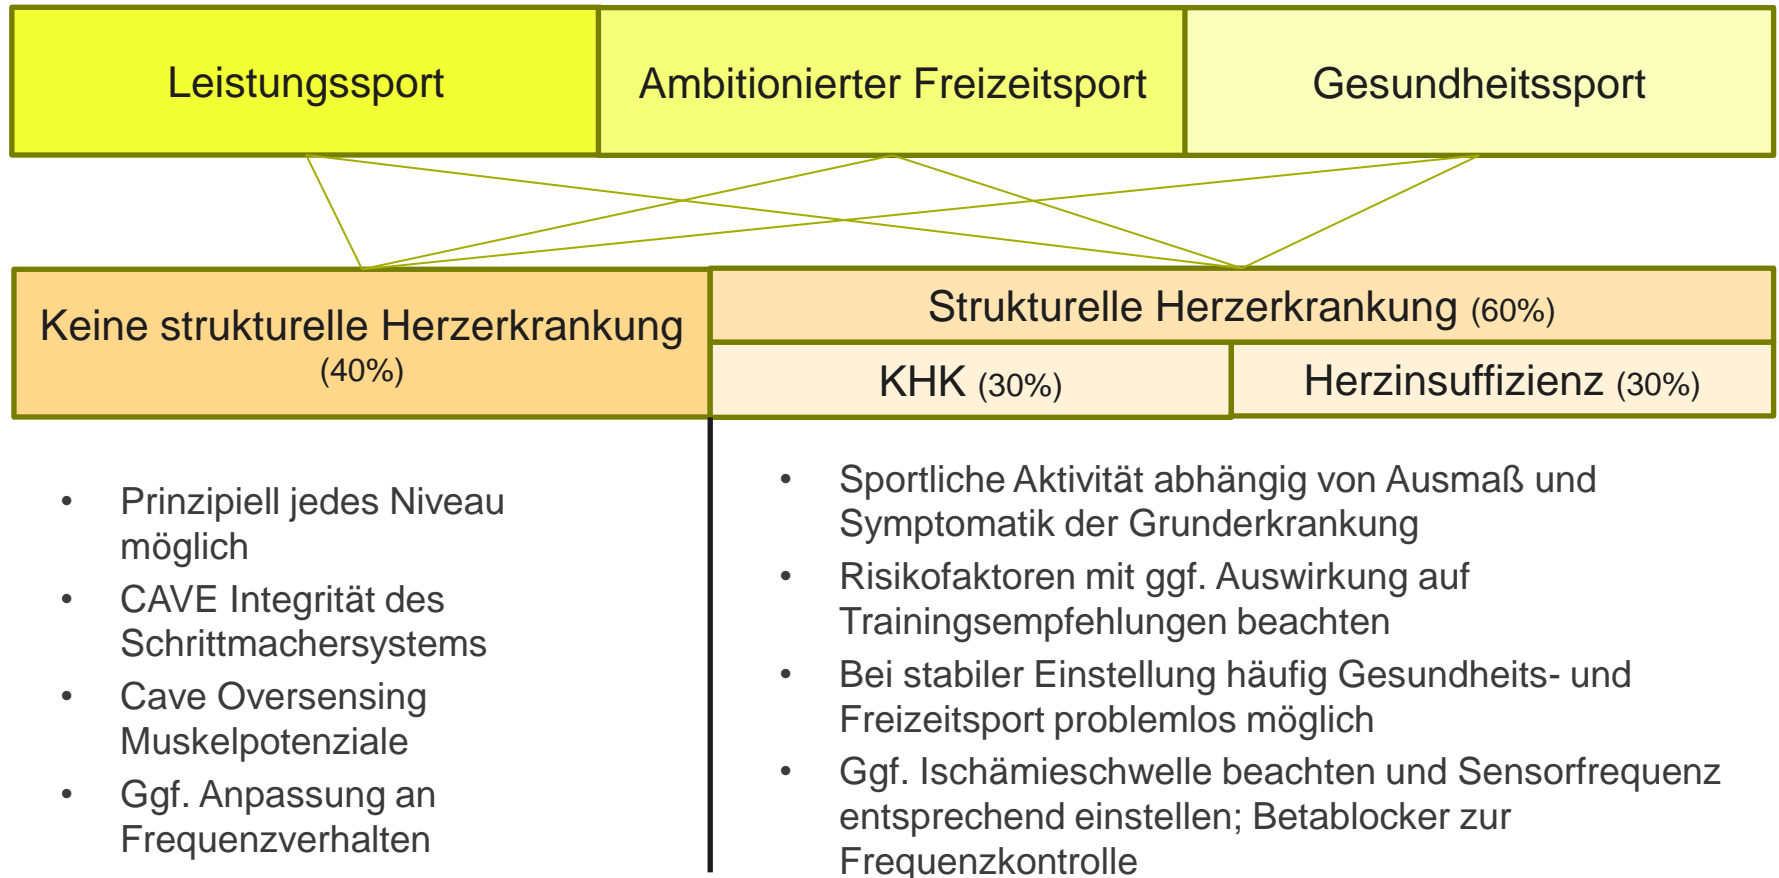 Leistungssport
Ambitionierter Freizeitsport
Gesundheitssport
Keine strukturelle Herzerkrankung
(40%)
Strukturelle Herzerkrankung (60%)
KHK (30%)
Herzinsuffizienz (30%)
• Prinzipiell jedes Niveau
möglich
• CAVE Integrität des
Schrittmachersystems
• Cave Oversensing
Muskelpotenziale
• Ggf. Anpassung an
Frequenzverhalten
• Sportliche Aktivität abhängig von Ausmaß und
Symptomatik der Grunderkrankung
• Risikofaktoren mit ggf. Auswirkung auf
Trainingsempfehlungen beachten
• Bei stabiler Einstellung häufig Gesundheits- und
Freizeitsport problemlos möglich
• Ggf. Ischämieschwelle beachten und Sensorfrequenz
entsprechend einstellen; Betablocker zur
Frequenzkontrolle